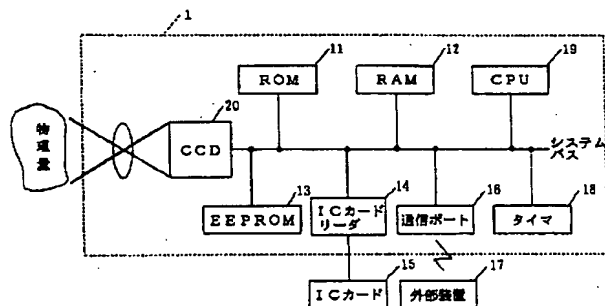 1
11
12
19
ROM
RAM
CPU
20
物理量
CCD
システム
バス
13
14
16
18
EEPROM
ICカード
リーダ
通信ポート
タイマ
15
17
ICカード
外部装置